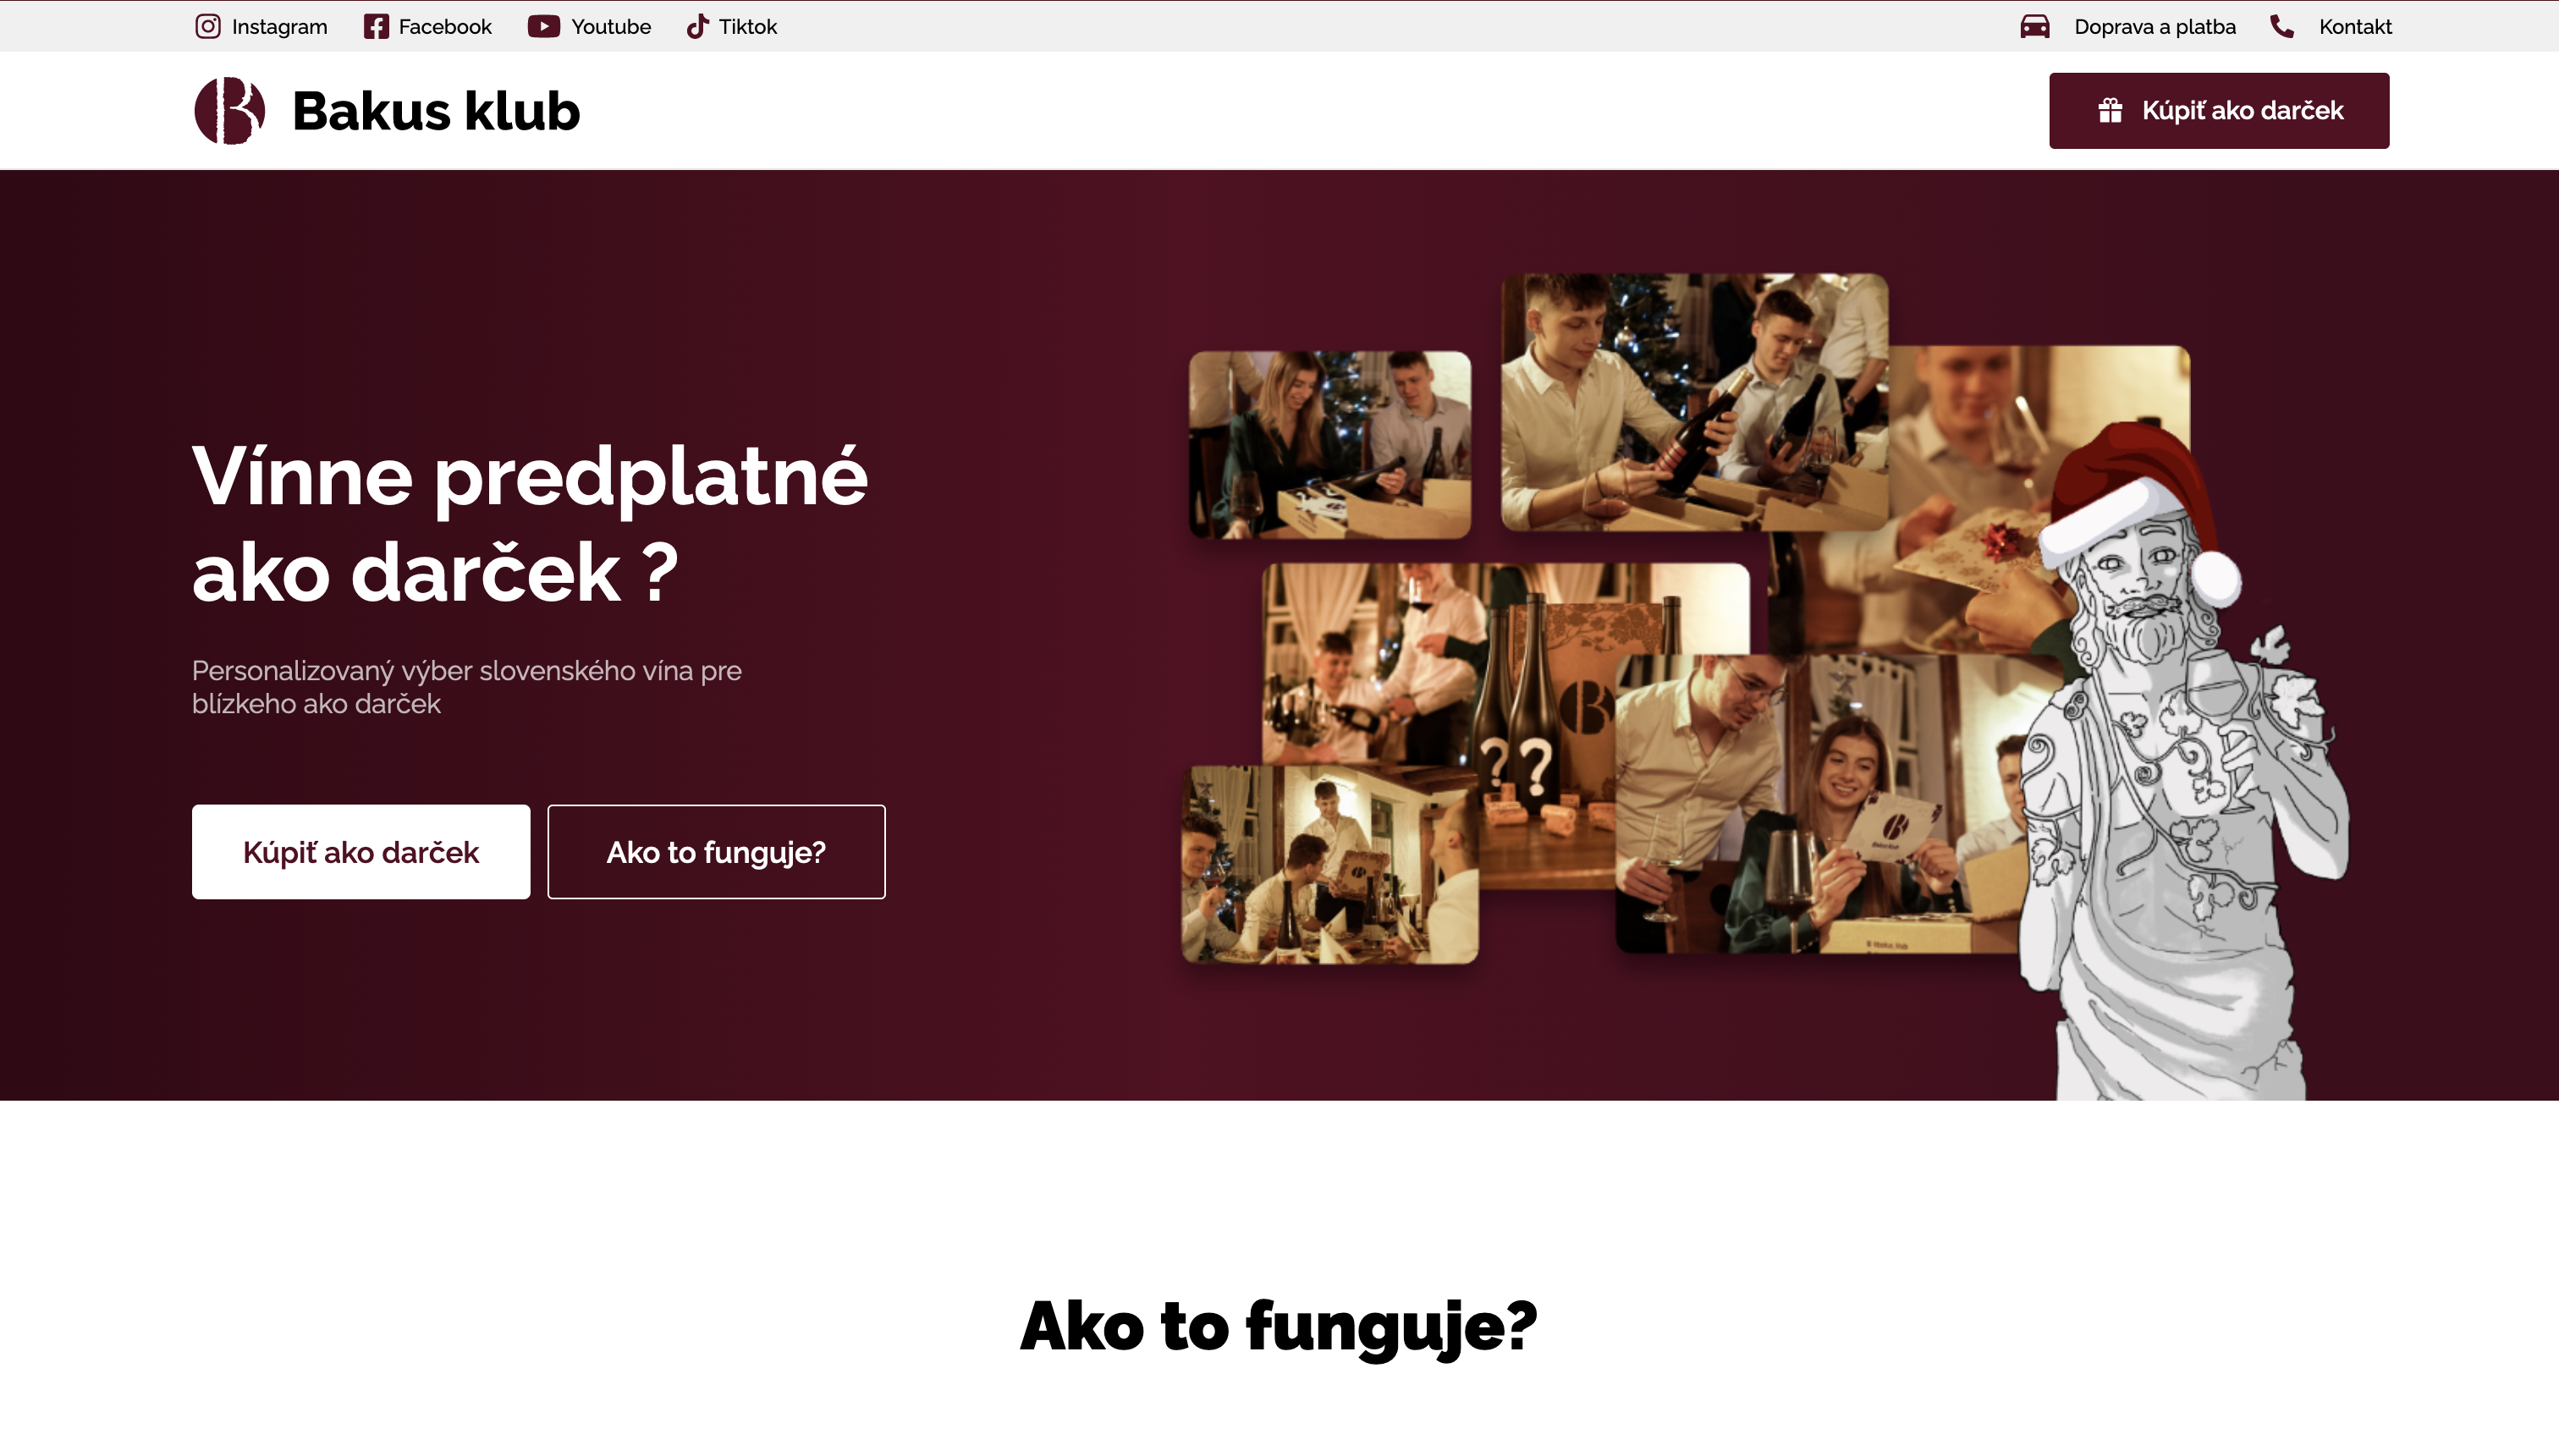 Instagram
Facebook
Youtube
Tiktok
Doprava a platba
Kontakt
Bakus klub
Kúpiť ako darček
Vínne predplatné
ako darček ?
Personalizovaný výber slovenského vína pre
blízkeho ako darček
Kúpiť ako darček
Ako to funguje?
? ?
Ako to funguje?